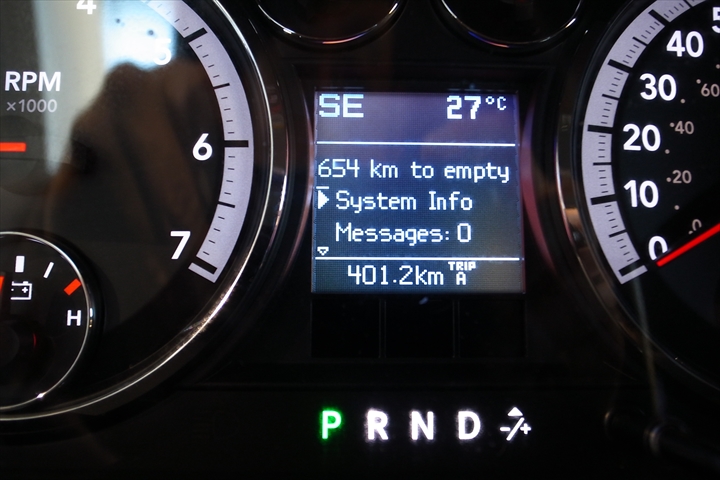 4
5
RPM
×1000
6
7
H
SE 27°C
654 km to empty
System Info
Messages: 0
401.2km TRIP A
P R N D -/+
40
30
20
10
0
60
40
20
0